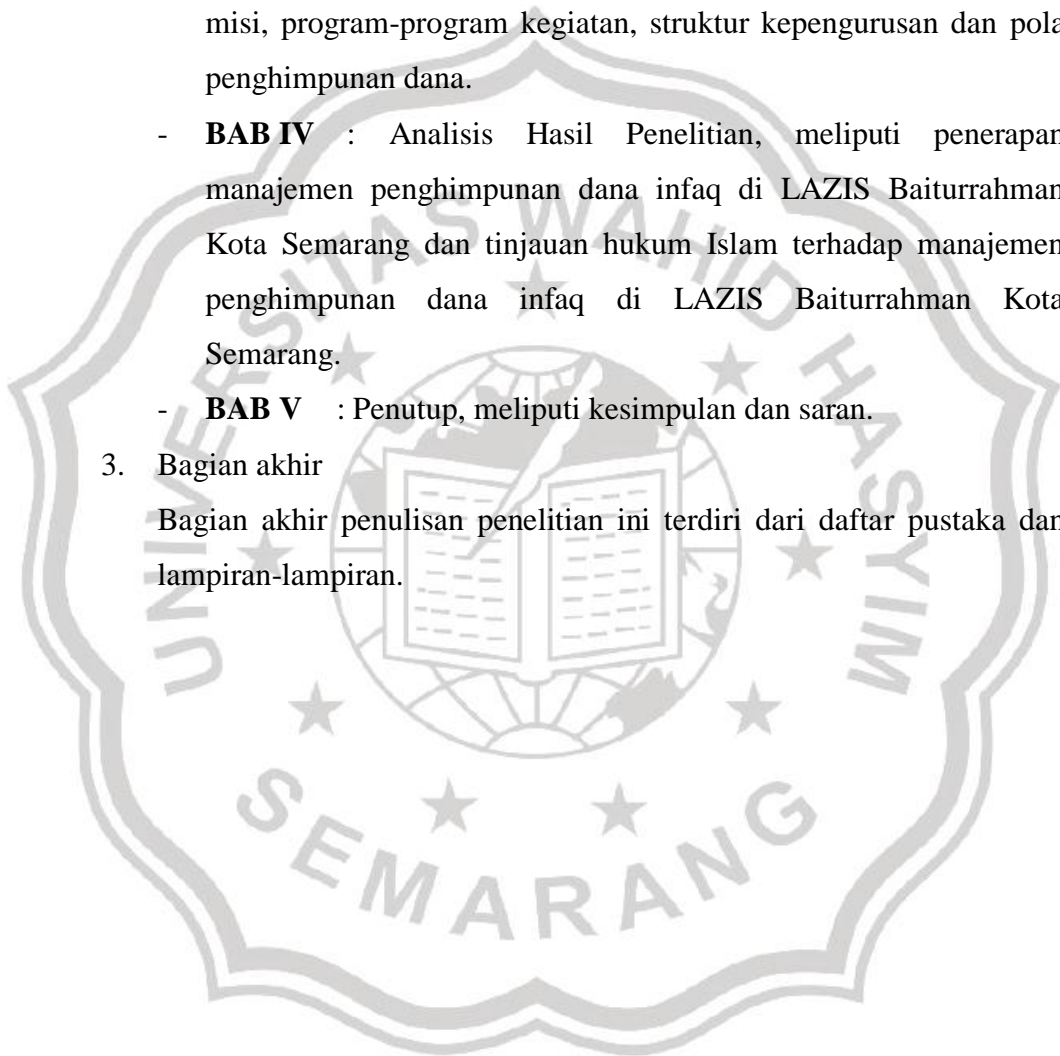 misi, program-program kegiatan, struktur kepengurusan dan pola
penghimpunan dana.
- BAB IV : Analisis Hasil Penelitian, meliputi penerapan
manajemen penghimpunan dana infaq di LAZIS Baiturrahman
Kota Semarang dan tinjauan hukum Islam terhadap manajemen
penghimpunan dana infaq di LAZIS Baiturrahman Kota
Semarang.
- BAB V : Penutup, meliputi kesimpulan dan saran.
3. Bagian akhir
Bagian akhir penulisan penelitian ini terdiri dari daftar pustaka dan
lampiran-lampiran.
UNIVERSITAS WAHID HASYIM
SEMARANG